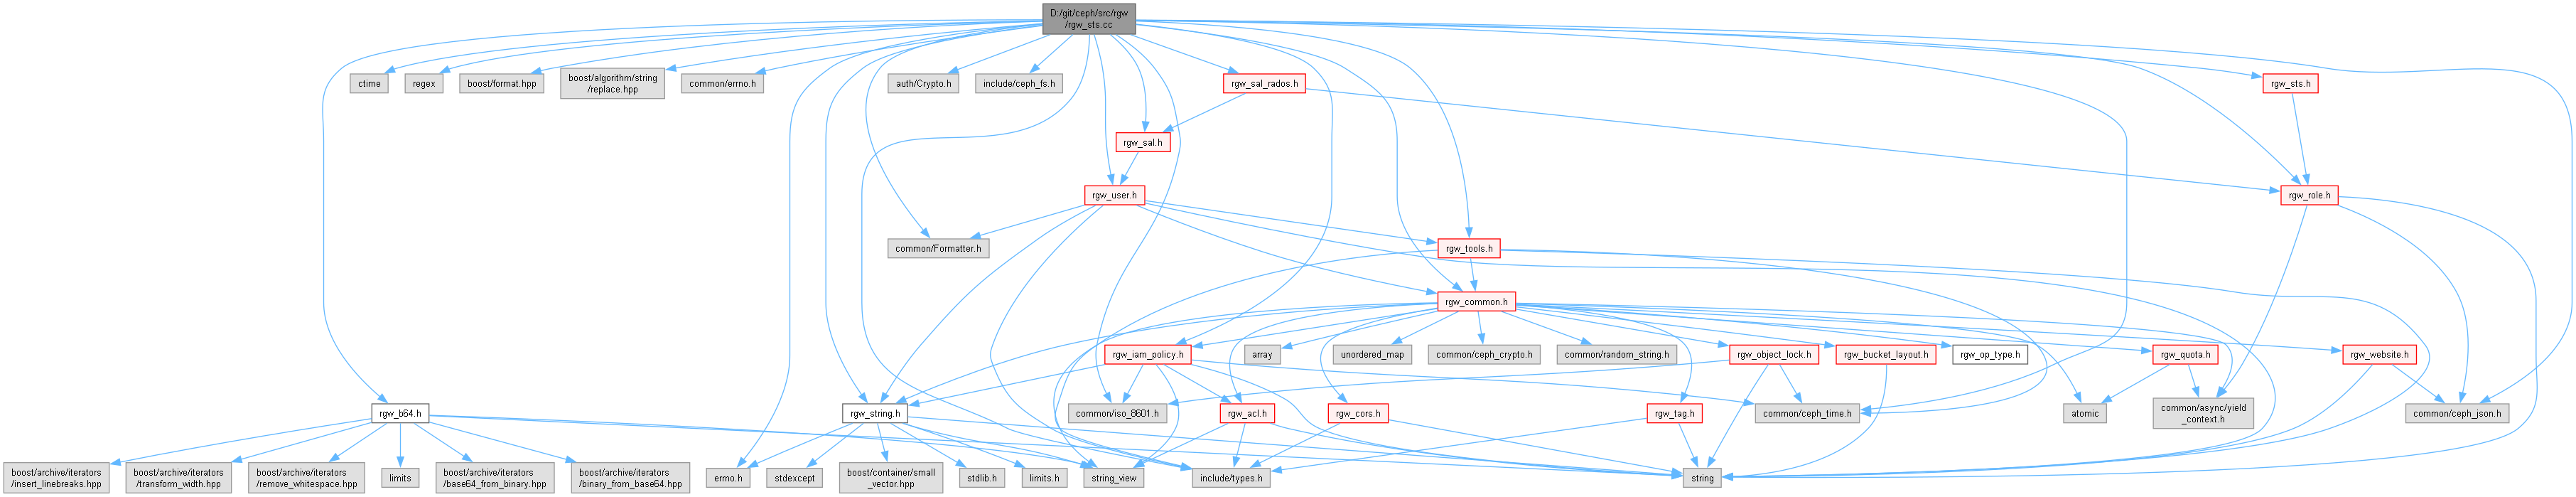 D:/git/ceph/src/rgw
/rgw_sts.cc
ctime
regex
boost/format.hpp
boost/algorithm/string
/replace.hpp
common/errno.h
auth/Crypto.h
include/ceph_fs.h
rgw_sal_rados.h
rgw_sts.h
rgw_sal.h
rgw_user.h
rgw_role.h
common/Formatter.h
rgw_tools.h
rgw_common.h
rgw_iam_policy.h
array
unordered_map
common/ceph_crypto.h
common/random_string.h
rgw_object_lock.h
rgw_bucket_layout.h
rgw_op_type.h
rgw_quota.h
rgw_website.h
rgw_b64.h
rgw_string.h
common/iso_8601.h
rgw_acl.h
rgw_cors.h
rgw_tag.h
common/ceph_time.h
atomic
common/async/yield
_context.h
common/ceph_json.h
boost/archive/iterators
/insert_linebreaks.hpp
boost/archive/iterators
/transform_width.hpp
boost/archive/iterators
/remove_whitespace.hpp
limits
boost/archive/iterators
/base64_from_binary.hpp
boost/archive/iterators
/binary_from_base64.hpp
errno.h
stdexcept
boost/container/small
_vector.hpp
stdlib.h
limits.h
string_view
include/types.h
string